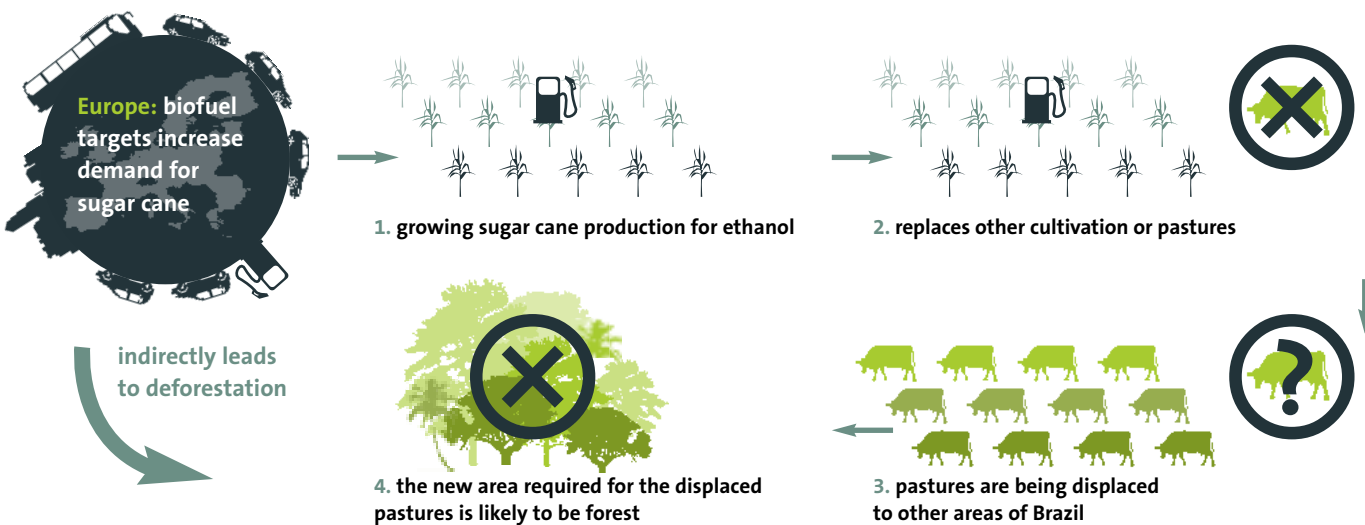 Europe: biofuel
targets increase
demand for
sugar cane
1. growing sugar cane production for ethanol
2. replaces other cultivation or pastures
indirectly leads
to deforestation
3. pastures are being displaced
to other areas of Brazil
?
4. the new area required for the displaced
pastures is likely to be forest